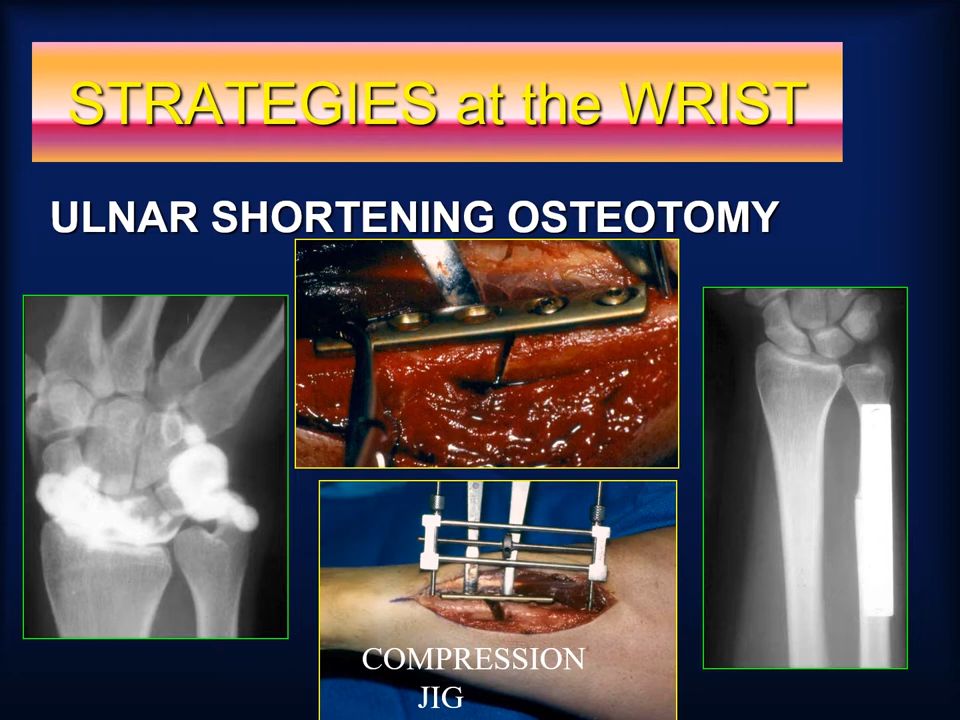 STRATEGIES at the WRIST
ULNAR SHORTENING OSTEOTOMY
COMPRESSION
JIG